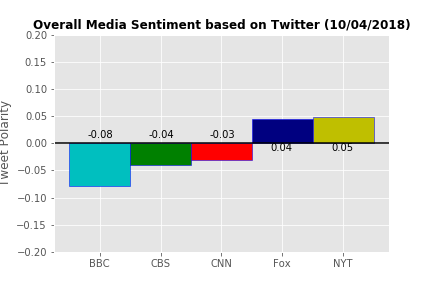 Overall Media Sentiment based on Twitter (10/04/2018)
Tweet Polarity
0.20
0.15
0.10
0.05
0.00
−0.05
−0.10
−0.15
−0.20
-0.08
-0.04
-0.03
0.04
0.05
BBC
CBS
CNN
Fox
NYT